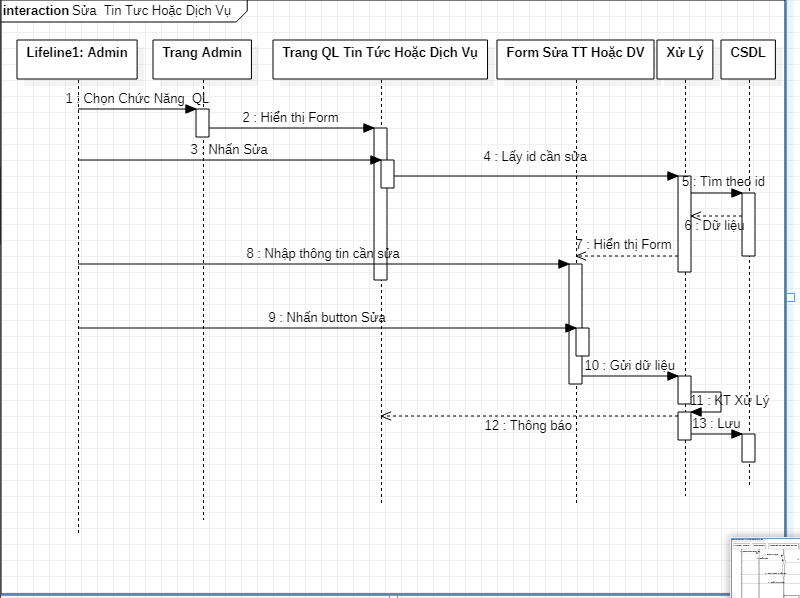 interaction Sửa Tin Tưc Hoặc Dịch Vụ
Lifeline1: Admin
Trang Admin
Trang QL Tin Tức Hoặc Dịch Vụ
Form Sửa TT Hoặc DV
Xử Lý
CSDL
1 : Chọn Chức Năng QL
2 : Hiển thị Form
3 : Nhấn Sửa
4 : Lấy id cần sửa
5 : Tìm theo id
6 : Dữ liệu
7 : Hiển thị Form
8 : Nhập thông tin cần sửa
9 : Nhấn button Sửa
10 : Gửi dữ liệu
11 : KT Xử Lý
12 : Thông báo
13 : Lưu